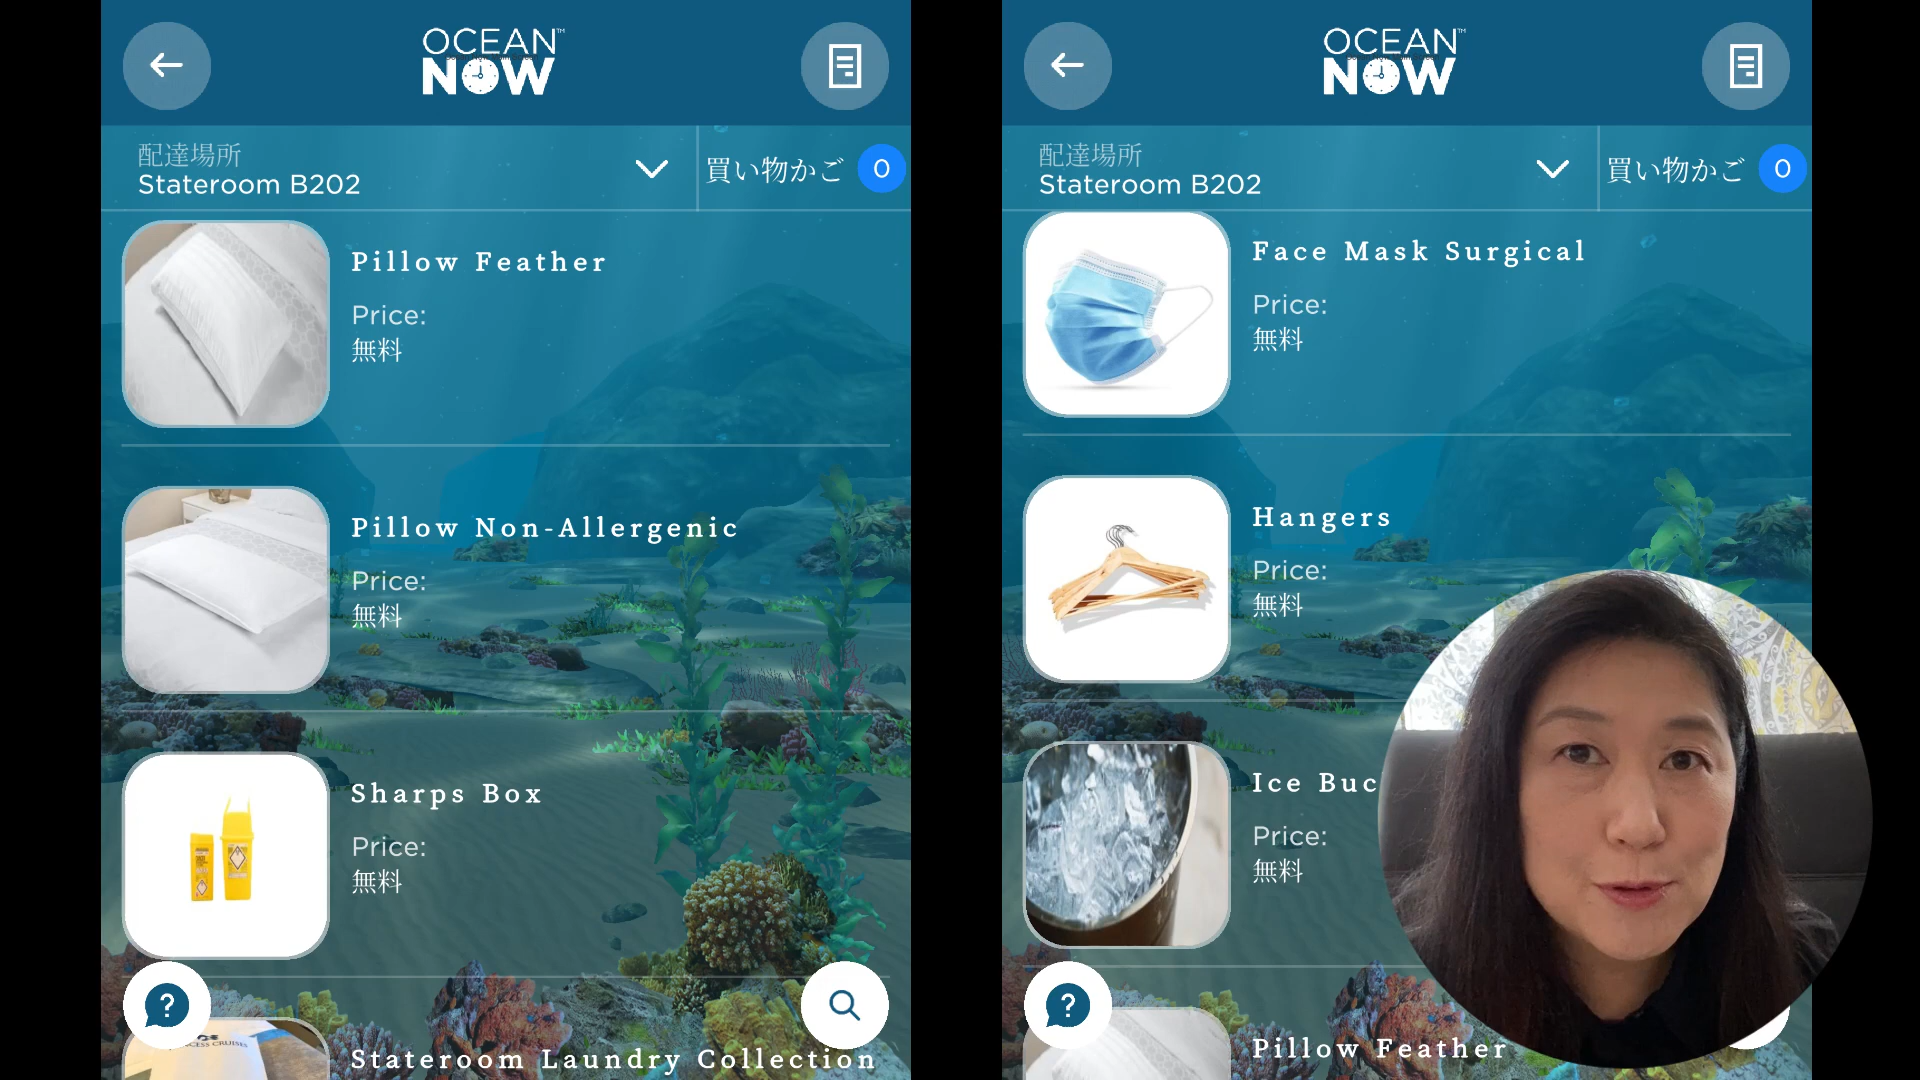 OCEAN™
NOW
配達場所
Stateroom B202
買い物かご 0
Pillow Feather
Price:
無料
Pillow Non-Allergenic
Price:
無料
Sharps Box
Price:
無料
Stateroom Laundry Collection
OCEAN™
NOW
配達場所
Stateroom B202
買い物かご 0
Face Mask Surgical
Price:
無料
Hangers
Price:
無料
Ice Buc
Price:
無料
Pillow Feather